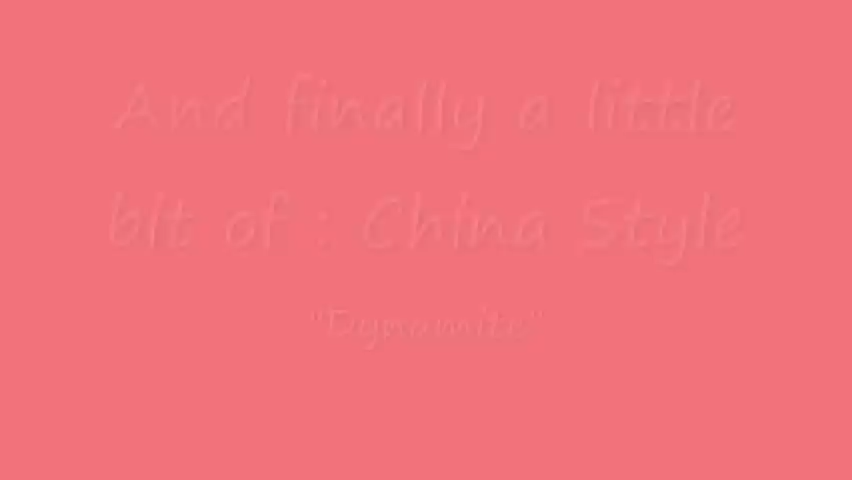 And finally a little
bit of : China Style
"Dynamite"